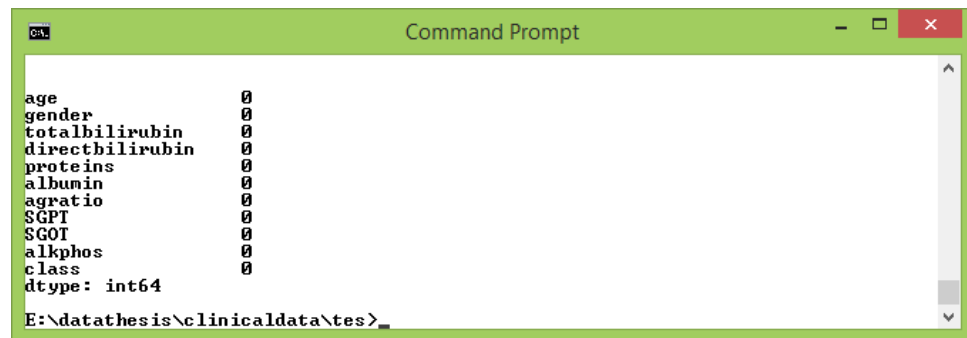 Command Prompt
age 0
gender 0
totalbilirubin 0
directbilirubin 0
proteins 0
albumin 0
agratio 0
SGPT 0
SGOT 0
alkphos 0
class 0
dtype: int64
E:\datathesis\clinicaldata\tes>_